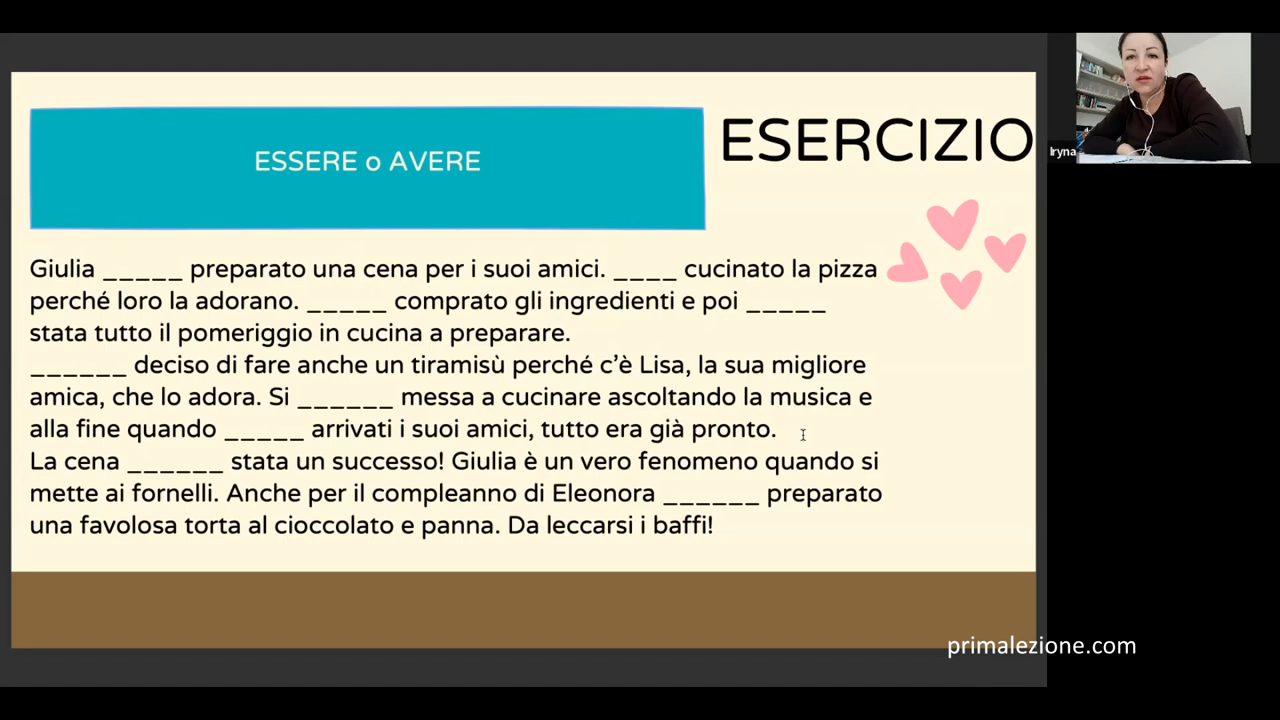 ESSERE o AVERE
ESERCIZIO
Iryna
Giulia _____ preparato una cena per i suoi amici. ____ cucinato la pizza
perché loro la adorano. _____ comprato gli ingredienti e poi _____
stata tutto il pomeriggio in cucina a preparare.
______ deciso di fare anche un tiramisù perché c’è Lisa, la sua migliore
amica, che lo adora. Si ______ messa a cucinare ascoltando la musica e
alla fine quando _____ arrivati i suoi amici, tutto era già pronto.
La cena ______ stata un successo! Giulia è un vero fenomeno quando si
mette ai fornelli. Anche per il compleanno di Eleonora ______ preparato
una favolosa torta al cioccolato e panna. Da leccarsi i baffi!
primalezione.com